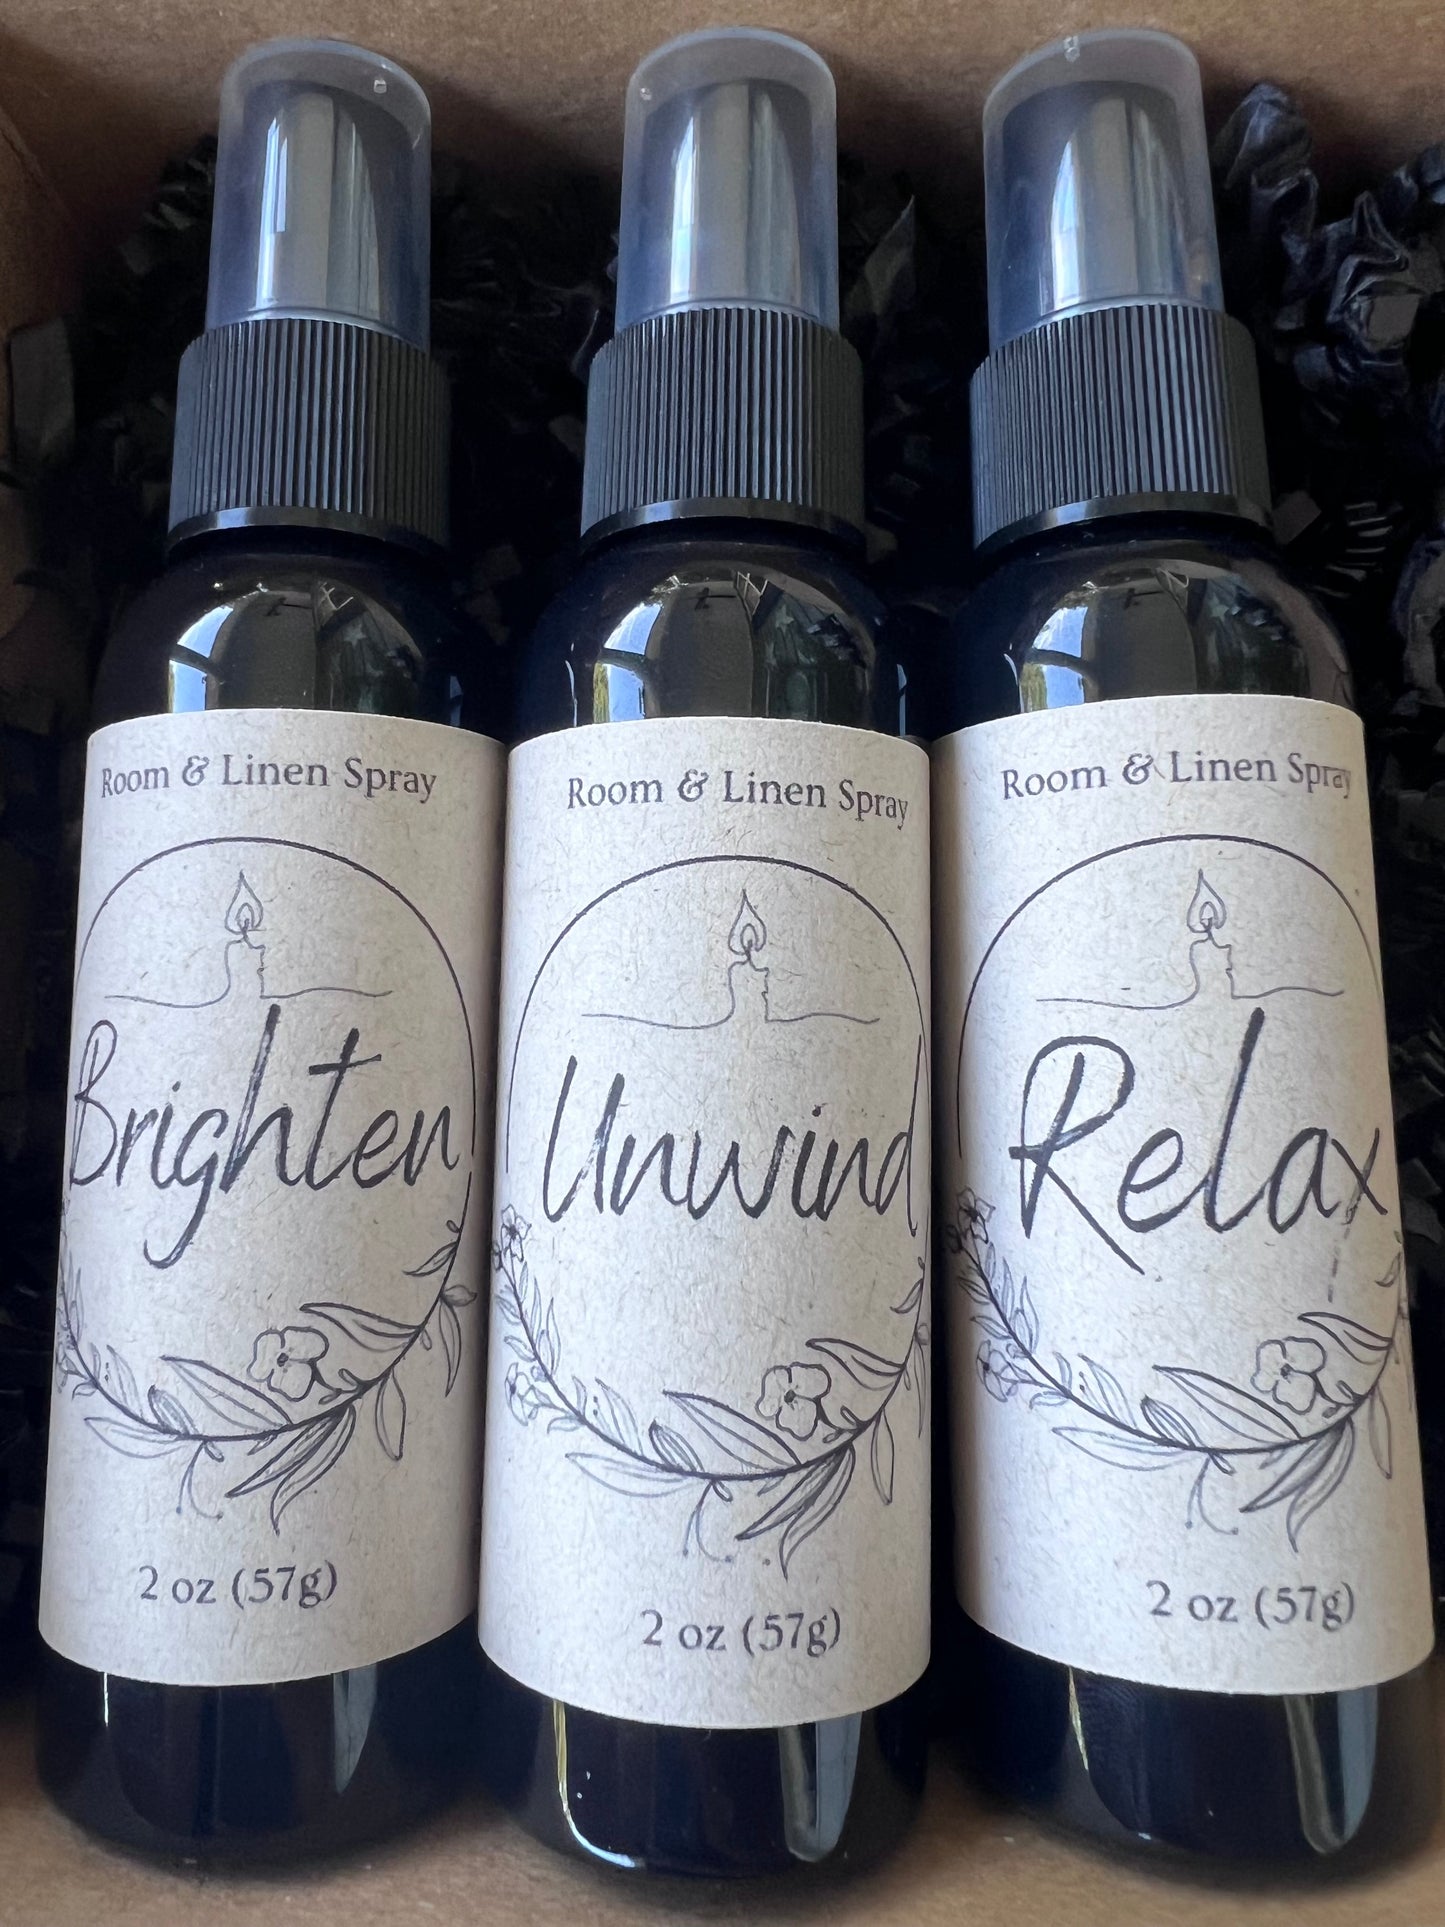 Room & Linen Spray
Brighten
2 oz (57g)
Room & Linen Spray
Unwind
2 oz (57g)
Room & Linen Spray
Relax
2 oz (57g)